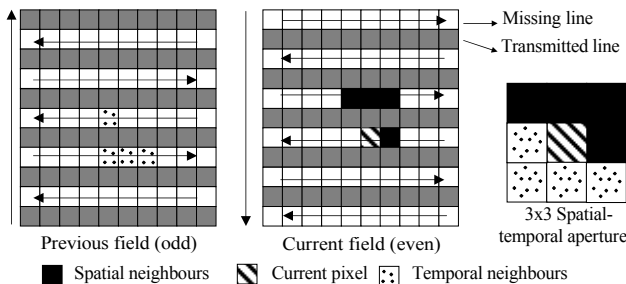 Missing line
Transmitted line
Previous field (odd)
Current field (even)
3x3 Spatial-
temporal aperture
Spatial neighbours
Current pixel
Temporal neighbours